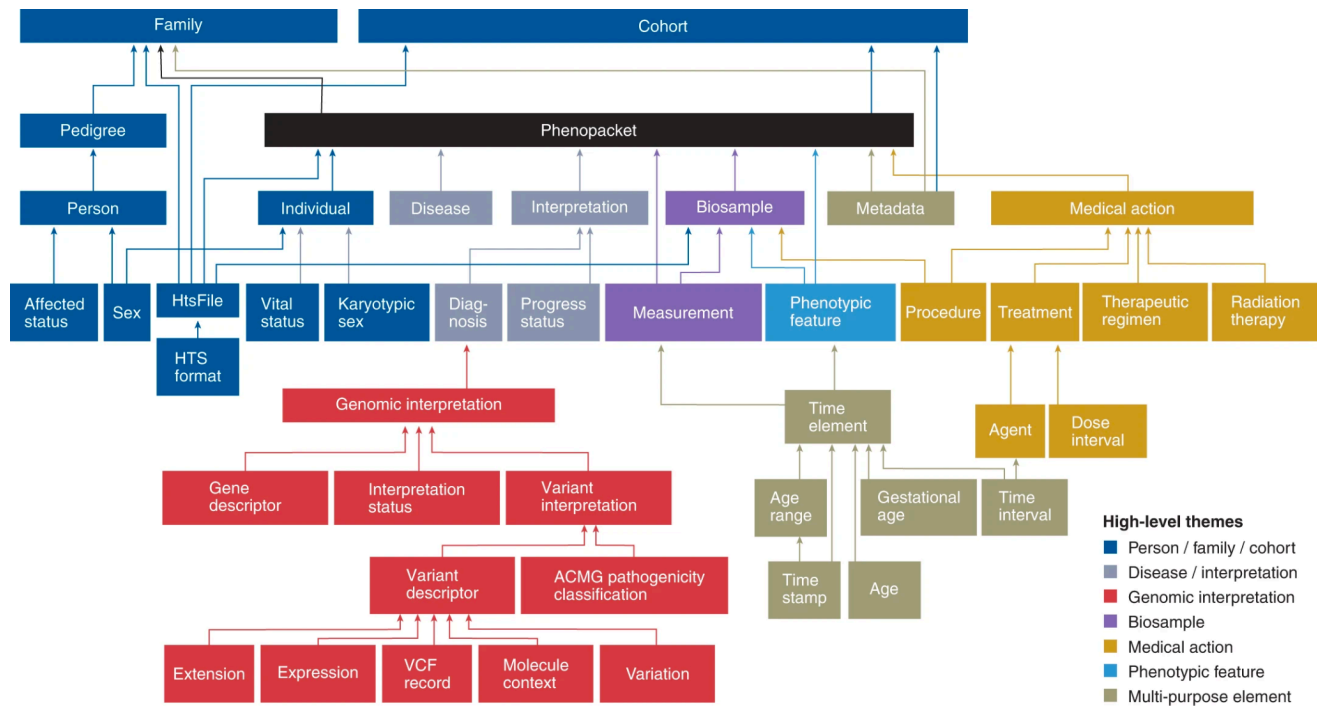 Family
Cohort
Pedigree
Phenopacket
Person
Individual
Disease
Interpretation
Biosample
Metadata
Medical action
Affected
status
Sex
HtsFile
Vital
status
Karyotypic
sex
Diag-
nosis
Progress
status
Measurement
Phenotypic
feature
Procedure
Treatment
Therapeutic
regimen
Radiation
therapy
HTS
format
Genomic interpretation
Time
element
Agent
Dose
interval
Gene
descriptor
Interpretation
status
Variant
interpretation
Age
range
Gestational
age
Time
interval
Variant
descriptor
ACMG pathogenicity
classification
Time
stamp
Age
Extension
Expression
VCF
record
Molecule
context
Variation
High-level themes
Person / family / cohort
Disease / interpretation
Genomic interpretation
Biosample
Medical action
Phenotypic feature
Multi-purpose element